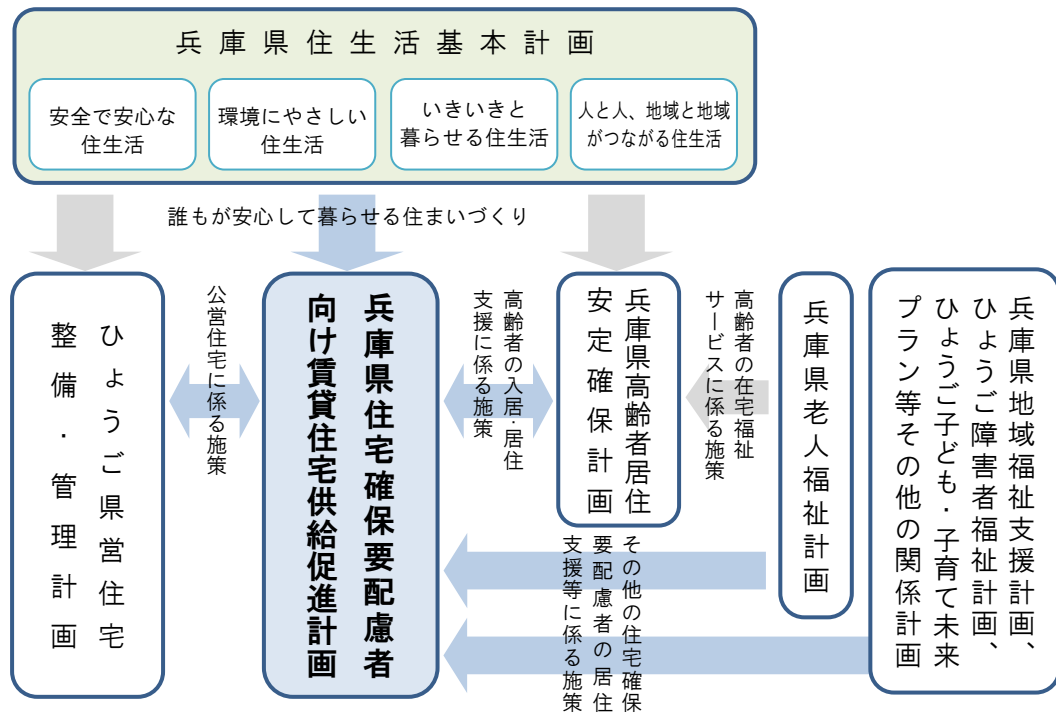 兵庫県住生活基本計画
安全で安心な
住生活
環境にやさしい
住生活
いきいきと
暮らせる住生活
人と人、地域と地域
がつながる住生活
誰もが安心して暮らせる住まいづくり
ひょうご県営住宅
整備・管理計画
公営住宅に係る施策
兵庫県住宅確保要配慮者
向け賃貸住宅供給促進計画
高齢者の入居・居住
支援に係る施策
兵庫県高齢者居住
安定確保計画
高齢者の在宅福祉
サービスに係る施策
兵庫県老人福祉計画
兵庫県地域福祉支援計画、
ひょうご障害者福祉計画、
ひょうご子ども・子育て未来
プラン等その他の関係計画
その他の住宅確保
要配慮者の居住
支援等に係る施策